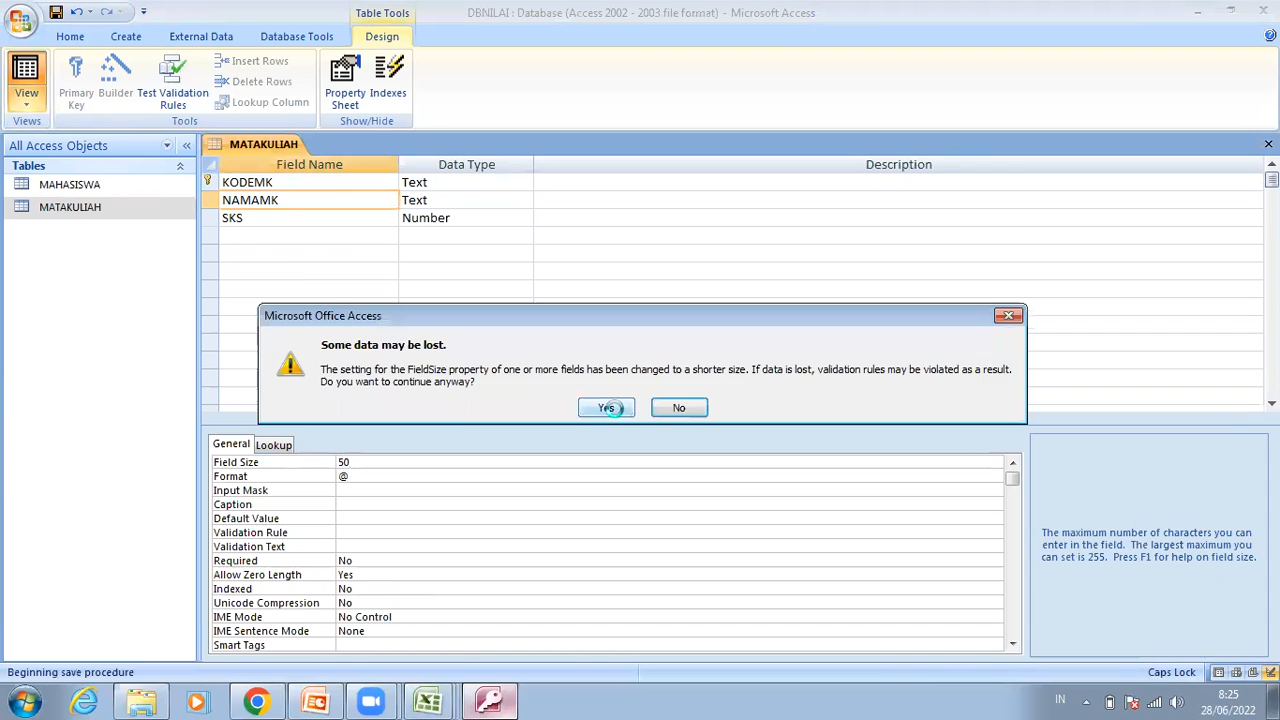 DBNILAI : Database (Access 2002 - 2003 file format) - Microsoft Access
Table Tools
Home Create External Data Database Tools Design
View
Primary Key
Builder
Test Validation Rules
Insert Rows
Delete Rows
Lookup Column
Property Sheet
Indexes
Views
Tools
Show/Hide
All Access Objects
Tables
MAHASISWA
MATAKULIAH
MATAKULIAH
Field Name Data Type Description
KODEMK Text
NAMAMK Text
SKS Number
Microsoft Office Access
Some data may be lost.
The setting for the FieldSize property of one or more fields has been changed to a shorter size. If data is lost, validation rules may be violated as a result.
Do you want to continue anyway?
Yes No
General Lookup
Field Size 50
Format @
Input Mask
Caption
Default Value
Validation Rule
Validation Text
Required No
Allow Zero Length Yes
Indexed No
Unicode Compression No
IME Mode No Control
IME Sentence Mode None
Smart Tags
The maximum number of characters you can
enter in the field. The largest maximum you
can set is 255. Press F1 for help on field size.
Beginning save procedure
Caps Lock
IN
8:25
28/06/2022